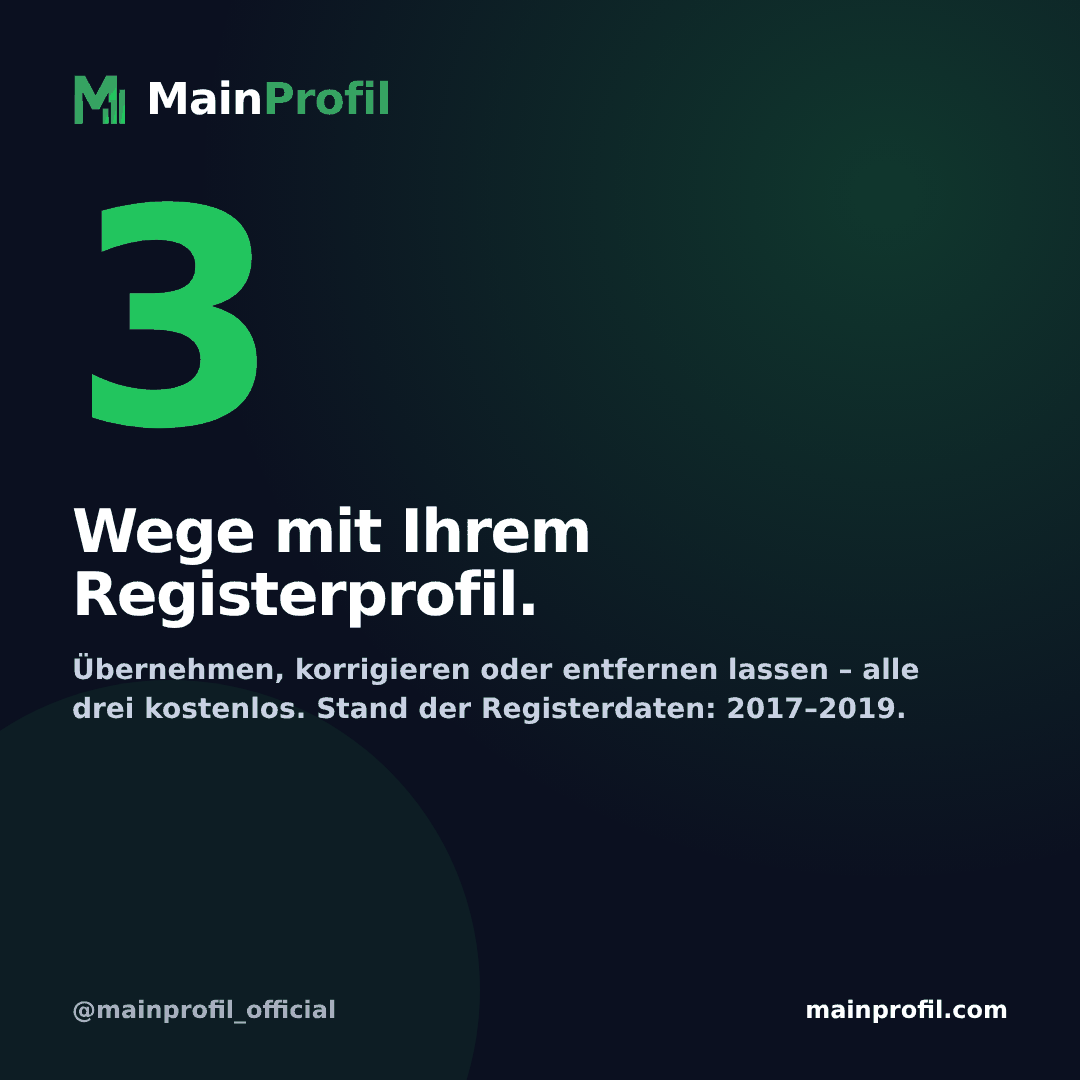 MainProfil
3
Wege mit Ihrem
Registerprofil.
Übernehmen, korrigieren oder entfernen lassen – alle
drei kostenlos. Stand der Registerdaten: 2017–2019.
@mainprofil_official
mainprofil.com